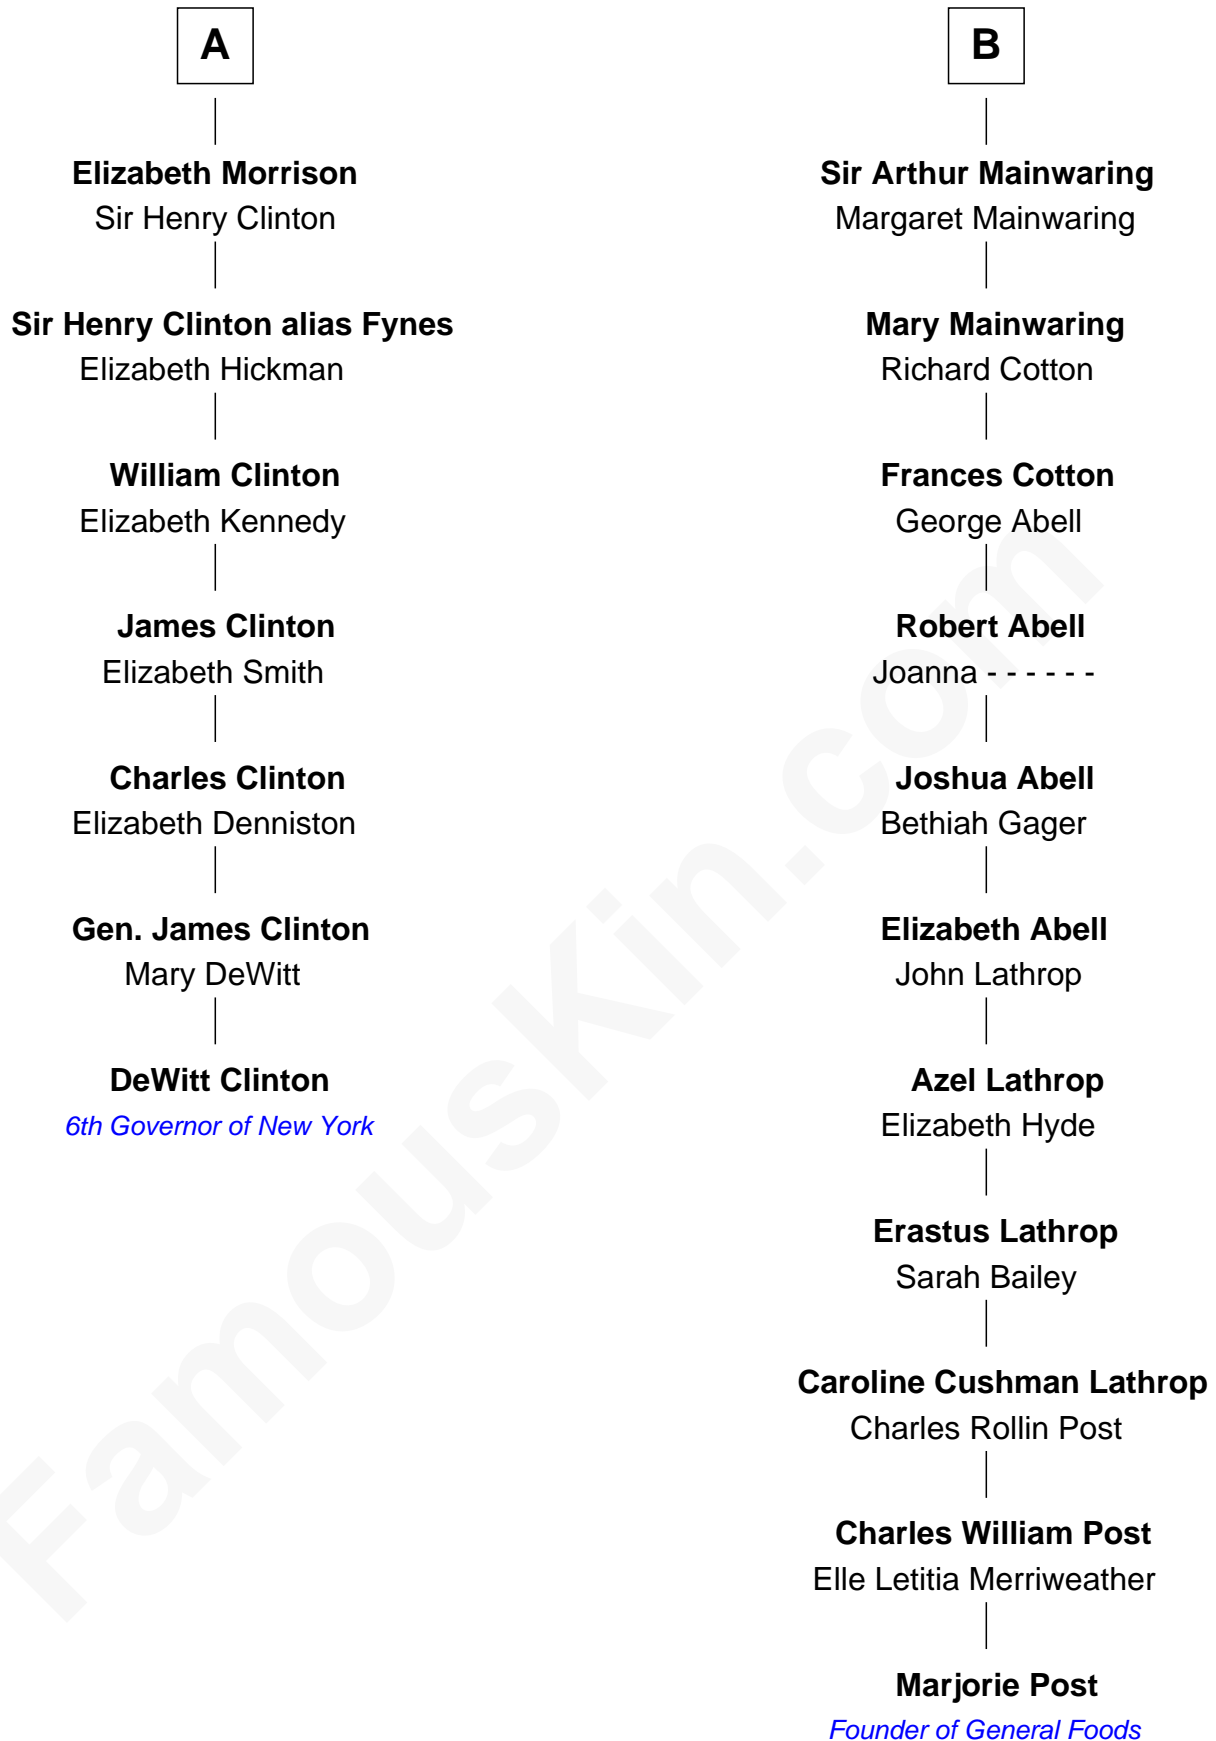 A
Elizabeth Morrison
Sir Henry Clinton
Sir Henry Clinton alias Fynes
Elizabeth Hickman
William Clinton
Elizabeth Kennedy
James Clinton
Elizabeth Smith
Charles Clinton
Elizabeth Denniston
Gen. James Clinton
Mary DeWitt
DeWitt Clinton
6th Governor of New York
B
Sir Arthur Mainwaring
Margaret Mainwaring
Mary Mainwaring
Richard Cotton
Frances Cotton
George Abell
Robert Abell
Joanna - - - - - -
Joshua Abell
Bethiah Gager
Elizabeth Abell
John Lathrop
Azel Lathrop
Elizabeth Hyde
Erastus Lathrop
Sarah Bailey
Caroline Cushman Lathrop
Charles Rollin Post
Charles William Post
Elle Letitia Merriweather
Marjorie Post
Founder of General Foods
FamousKin.com